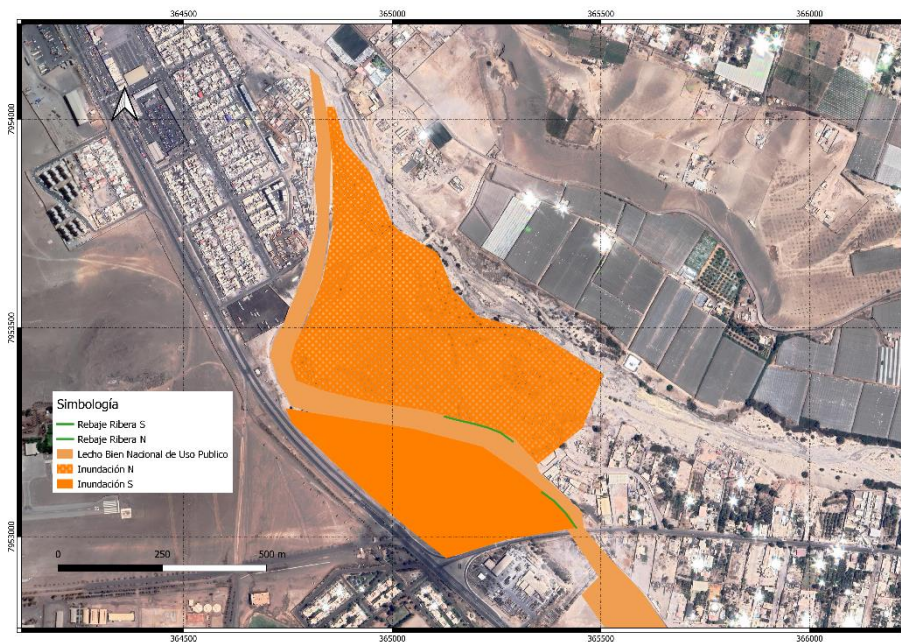 364500 365000 365500 366000
7954000
7953500
7953000
Simbología
Rebaje Ribera S
Rebaje Ribera N
Lecho Bien Nacional de Uso Publico
Inundación N
Inundación S
0 250 500 m
364500 365000 365500 366000